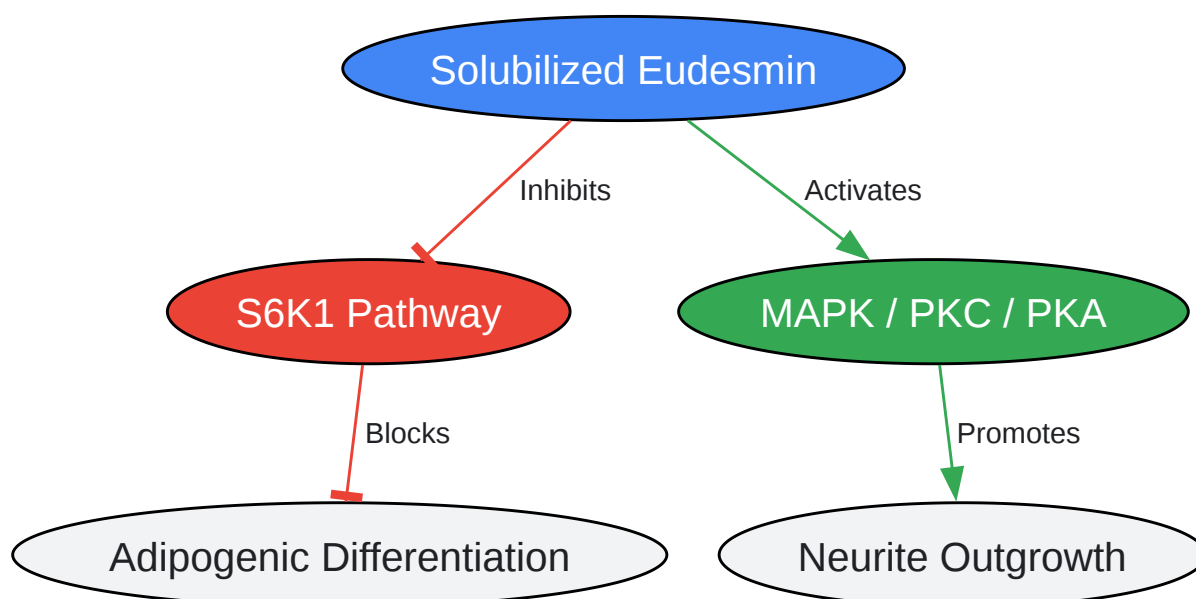 Solubilized Eudesmin
Inhibits
Activates
S6K1 Pathway
MAPK / PKC / PKA
Blocks
Promotes
Adipogenic Differentiation
Neurite Outgrowth